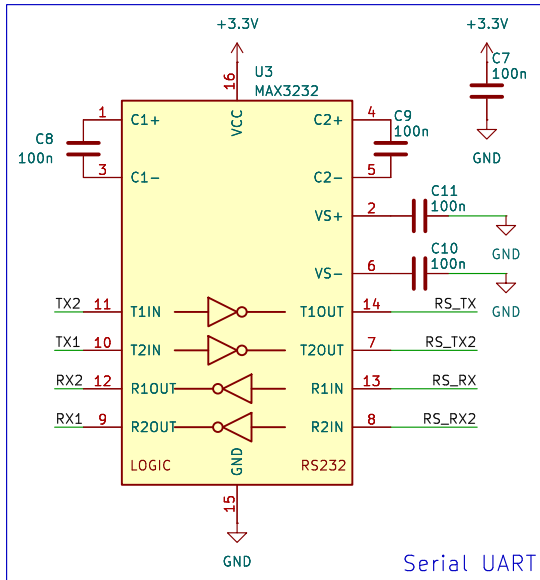 +3.3V
+3.3V
U3
MAX3232
C7
100n
16
VCC
GND
1
C1+
C2+
4
C8
100n
C9
100n
3
C1-
C2-
5
VS+
2
C11
100n
GND
VS-
6
C10
100n
GND
TX2
11
T1IN
T1OUT
14
RS_TX
TX1
10
T2IN
T2OUT
7
RS_TX2
RX2
12
R1OUT
R1IN
13
RS_RX
RX1
9
R2OUT
R2IN
8
RS_RX2
LOGIC
GND
RS232
15
GND
Serial UART